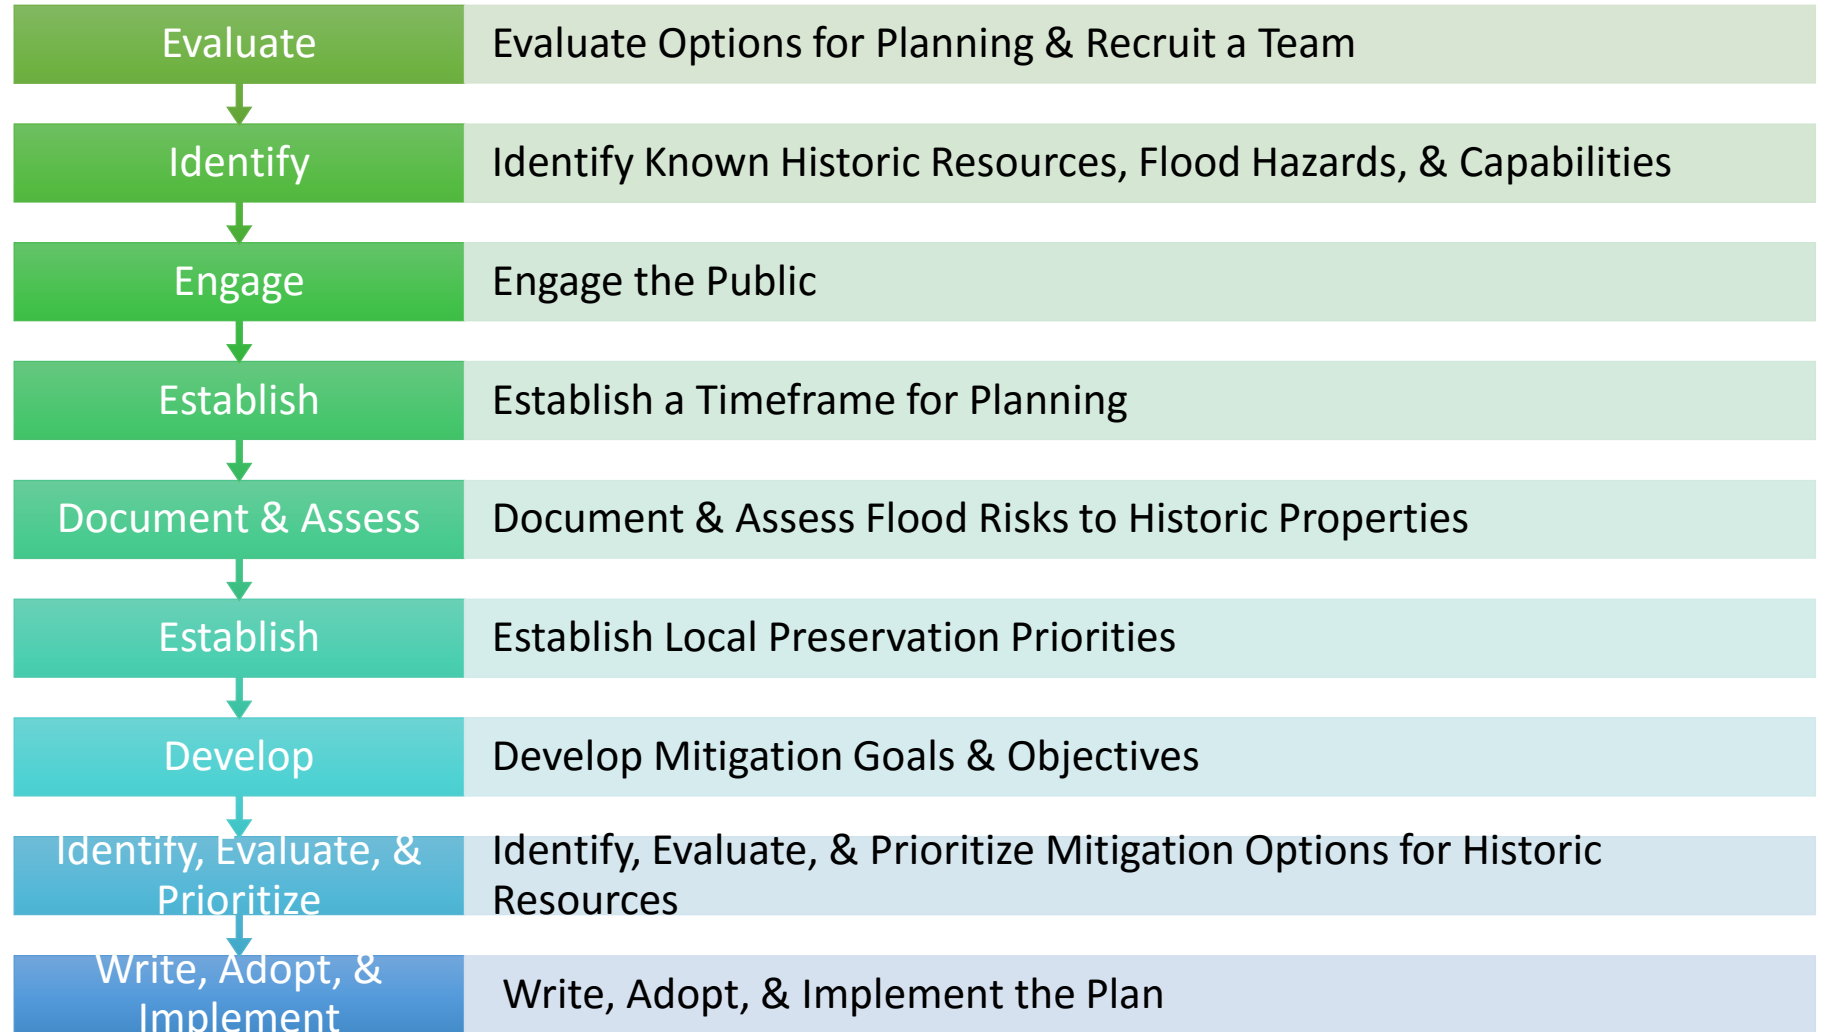 Evaluate
Evaluate Options for Planning & Recruit a Team
Identify
Identify Known Historic Resources, Flood Hazards, & Capabilities
Engage
Engage the Public
Establish
Establish a Timeframe for Planning
Document & Assess
Document & Assess Flood Risks to Historic Properties
Establish
Establish Local Preservation Priorities
Develop
Develop Mitigation Goals & Objectives
Identify, Evaluate, &
Prioritize
Identify, Evaluate, & Prioritize Mitigation Options for Historic
Resources
Write, Adopt, &
Implement
Write, Adopt, & Implement the Plan